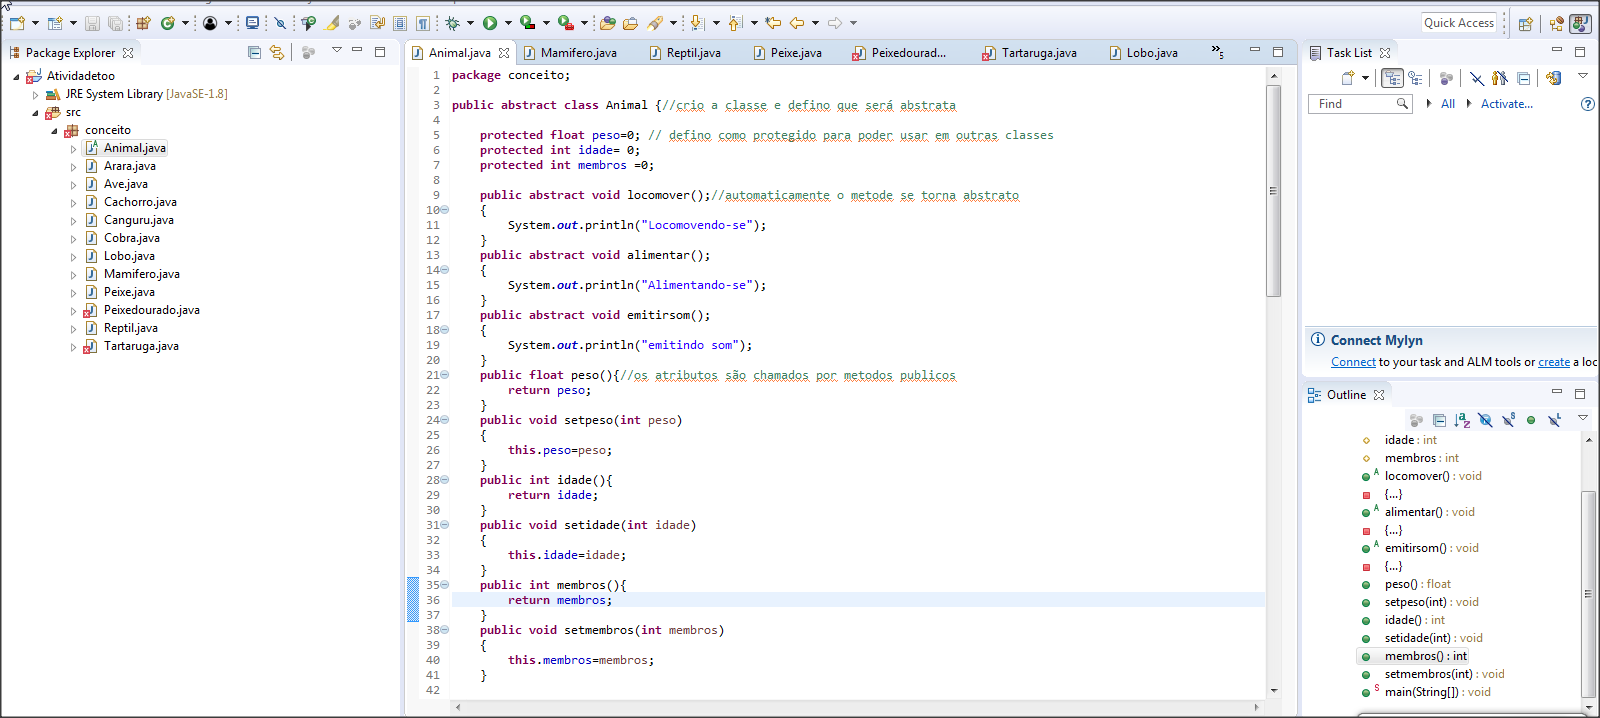 Quick Access
Package Explorer
Atividadetoo
JRE System Library [JavaSE-1.8]
src
conceito
Animal.java
Arara.java
Ave.java
Cachorro.java
Canguru.java
Cobra.java
Lobo.java
Mamifero.java
Peixe.java
Peixedourado.java
Reptil.java
Tartaruga.java
Animal.java Mamifero.java Reptil.java Peixe.java Peixedourad... Tartaruga.java Lobo.java »5
1 package conceito;
2
3 public abstract class Animal {//crio a classe e defino que será abstrata
4
5 protected float peso=0; // defino como protegido para poder usar em outras classes
6 protected int idade= 0;
7 protected int membros =0;
8
9 public abstract void locomover();//automaticamente o metode se torna abstrato
10 {
11 System.out.println("Locomovendo-se");
12 }
13 public abstract void alimentar();
14 {
15 System.out.println("Alimentando-se");
16 }
17 public abstract void emitirsom();
18 {
19 System.out.println("emitindo som");
20 }
21 public float peso(){//os atributos são chamados por metodos publicos
22 return peso;
23 }
24 public void setpeso(int peso)
25 {
26 this.peso=peso;
27 }
28 public int idade(){
29 return idade;
30 }
31 public void setidade(int idade)
32 {
33 this.idade=idade;
34 }
35 public int membros(){
36 return membros;
37 }
38 public void setmembros(int membros)
39 {
40 this.membros=membros;
41 }
42
Task List
Find All Activate...
Connect Mylyn
Connect to your task and ALM tools or create a loc
Outline
idade : int
membros : int
locomover() : void
{...}
alimentar() : void
{...}
emitirsom() : void
{...}
peso() : float
setpeso(int) : void
idade() : int
setidade(int) : void
membros() : int
setmembros(int) : void
main(String[]) : void